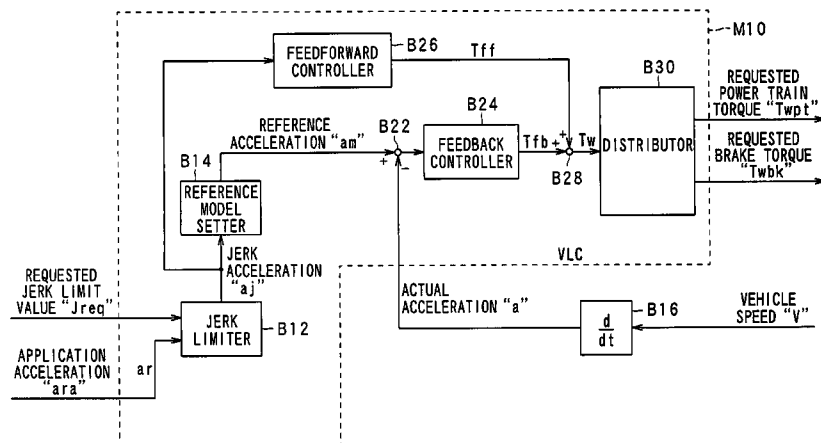 M10
FEEDFORWARD
CONTROLLER
B26
Tff
B30
REQUESTED
POWER TRAIN
TORQUE "Twpt"
REFERENCE
ACCELERATION "am"
B22
B24
FEEDBACK
CONTROLLER
Tfb
Tw
DISTRIBUTOR
REQUESTED
BRAKE TORQUE
"Twbk"
+
−
+
+
B28
B14
REFERENCE
MODEL
SETTER
VLC
JERK
ACCELERATION
"aj"
REQUESTED
JERK LIMIT
VALUE "Jreq"
JERK
LIMITER
B12
ACTUAL
ACCELERATION "a"
d
dt
B16
VEHICLE
SPEED "V"
APPLICATION
ACCELERATION
"ara"
ar